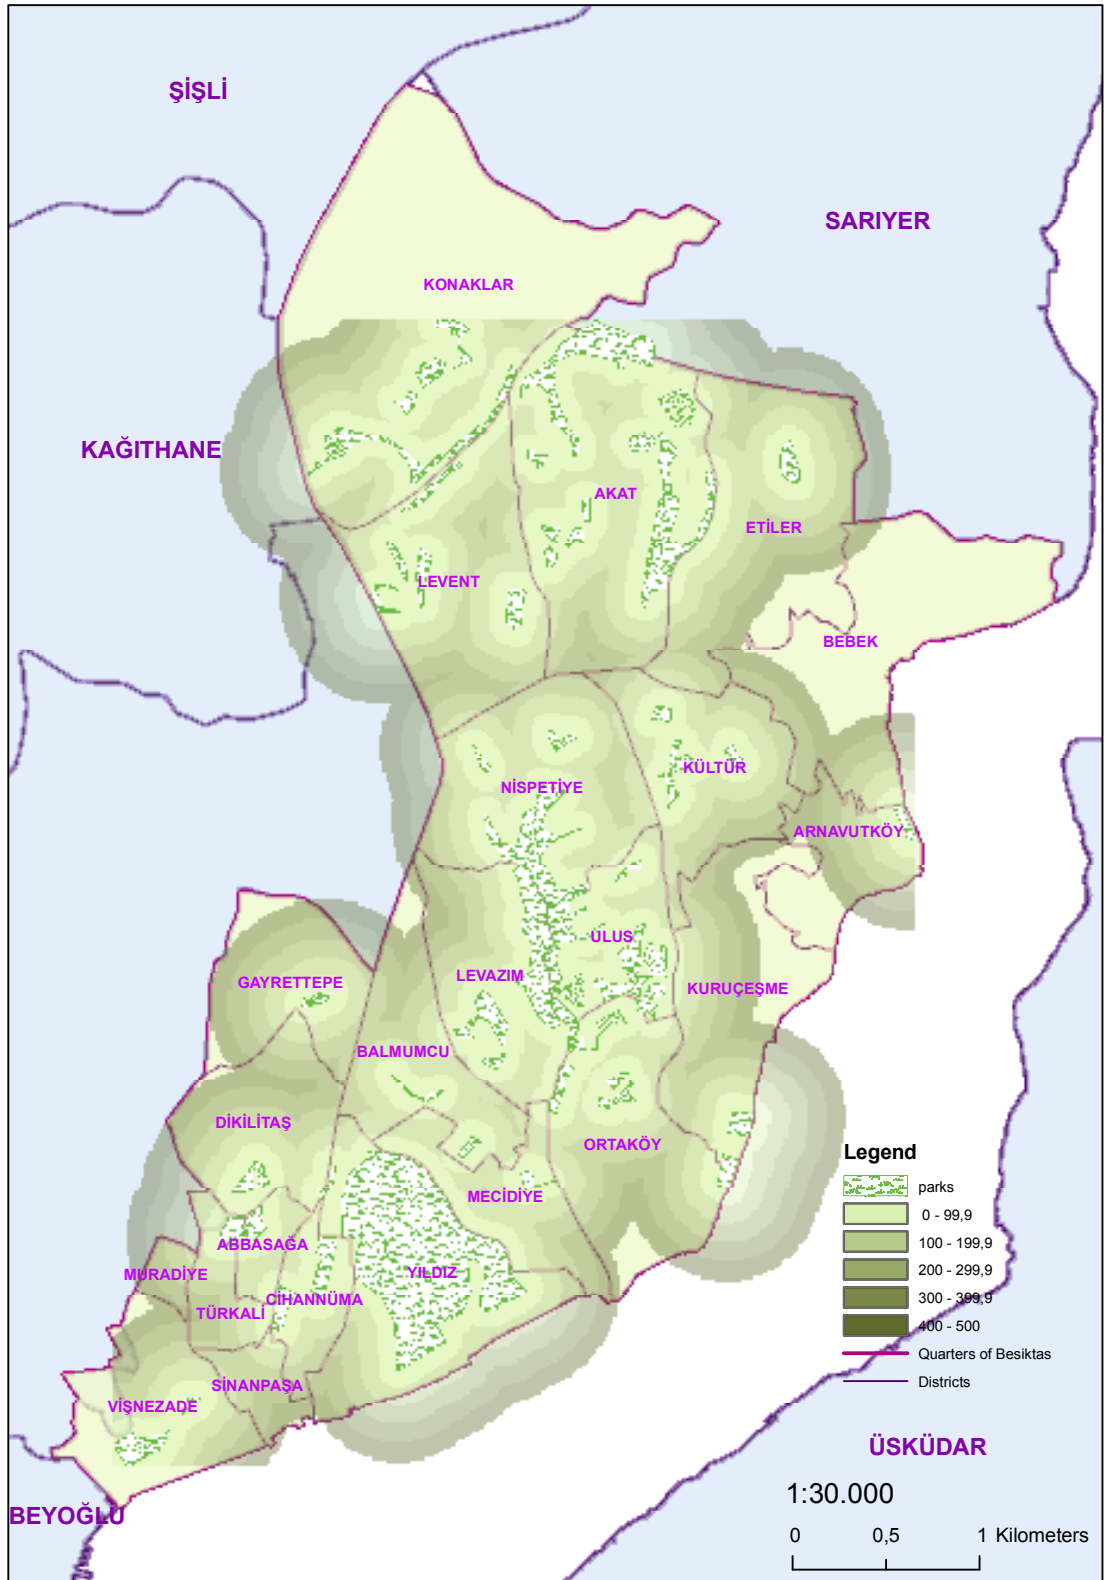 ŞİŞLİ
SARIYER
KONAKLAR
KAĞITHANE
AKAT
ETİLER
LEVENT
BEBEK
KÜLTÜR
NİSPETİYE
ARNAVUTKÖY
ULUS
LEVAZIM
GAYRETTEPE
KURUÇEŞME
BALMUMCU
DİKİLİTAŞ
ORTAKÖY
MECİDİYE
ABBASAĞA
MURADİYE
YILDIZ
CİHANNÜMA
TÜRKALİ
SİNANPAŞA
VİŞNEZADE
Legend
parks
0 - 99,9
100 - 199,9
200 - 299,9
300 - 399,9
400 - 500
Quarters of Besiktas
Districts
ÜSKÜDAR
BEYOĞLU
1:30.000
0 0,5 1 Kilometers